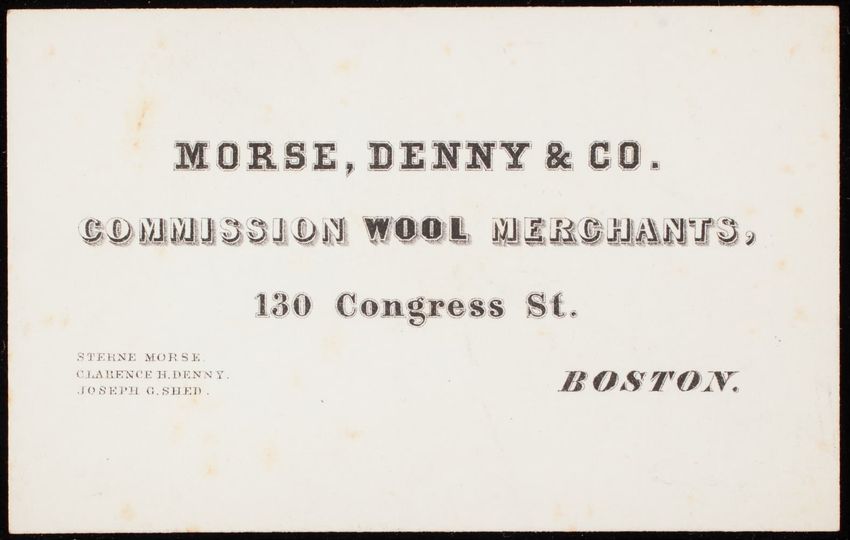 MORSE, DENNY & CO.
COMMISSION WOOL MERCHANTS,
130 Congress St.
STERNE MORSE.
CLARENCE H. DENNY.
JOSEPH G. SHED.
BOSTON.